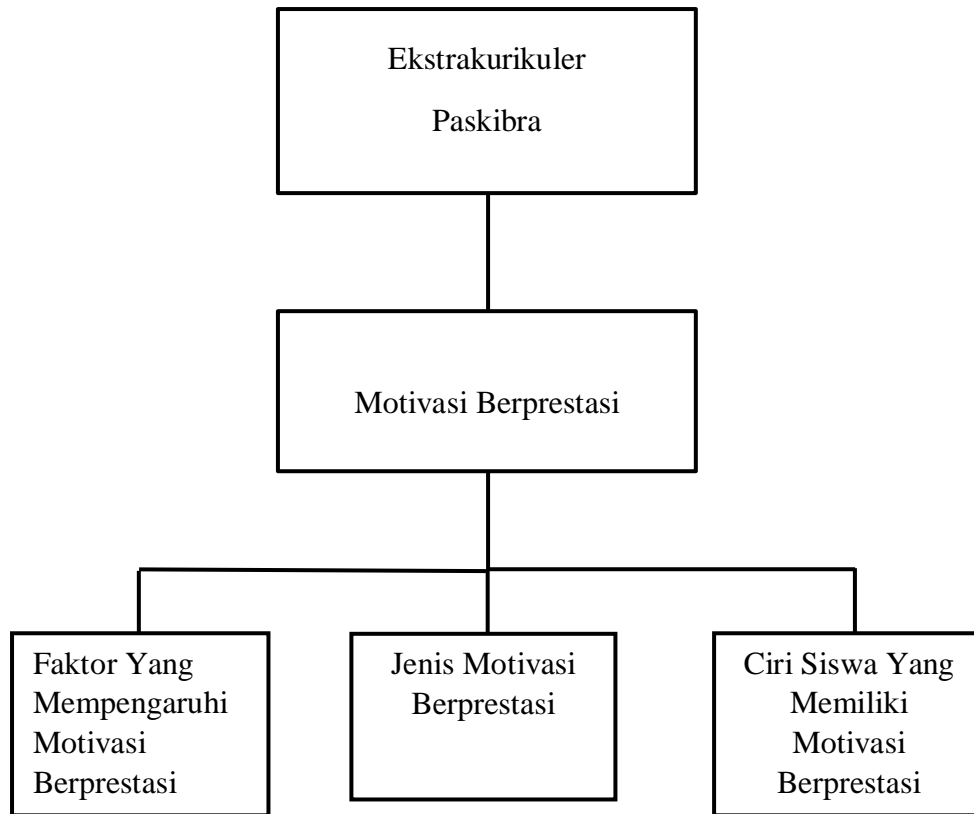 Ekstrakurikuler
Paskibra
Motivasi Berprestasi
Faktor Yang
Mempengaruhi
Motivasi
Berprestasi
Jenis Motivasi
Berprestasi
Ciri Siswa Yang
Memiliki
Motivasi
Berprestasi